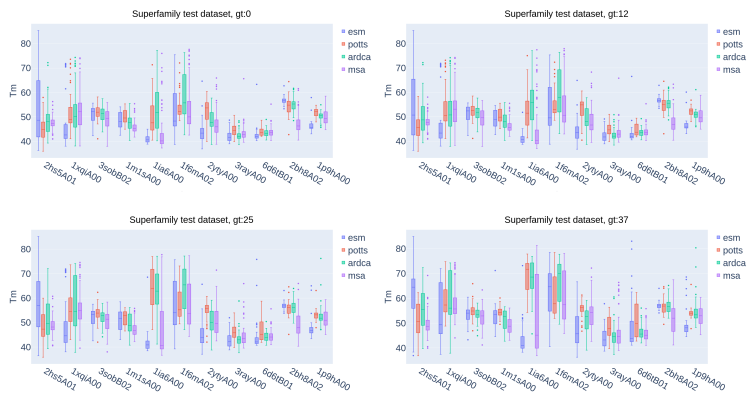 Superfamily test dataset, gt:0
Tm
80
70
60
50
40
2hs5A01
1xqiA00
3sobB02
1m1sA00
1ia6A00
1f6mA02
2ytyA00
3rayA00
6d6tB01
2bh8A02
1p9hA00
esm
potts
ardca
msa
Superfamily test dataset, gt:12
80
70
60
50
40
2hs5A01
1xqiA00
3sobB02
1m1sA00
1ia6A00
1f6mA02
2ytyA00
3rayA00
6d6tB01
2bh8A02
1p9hA00
esm
potts
ardca
msa
Superfamily test dataset, gt:25
Tm
80
70
60
50
40
2hs5A01
1xqiA00
3sobB02
1m1sA00
1ia6A00
1f6mA02
2ytyA00
3rayA00
6d6tB01
2bh8A02
1p9hA00
esm
potts
ardca
msa
Superfamily test dataset, gt:37
Tm
80
70
60
50
40
2hs5A01
1xqiA00
3sobB02
1m1sA00
1ia6A00
1f6mA02
2ytyA00
3rayA00
6d6tB01
2bh8A02
1p9hA00
esm
potts
ardca
msa